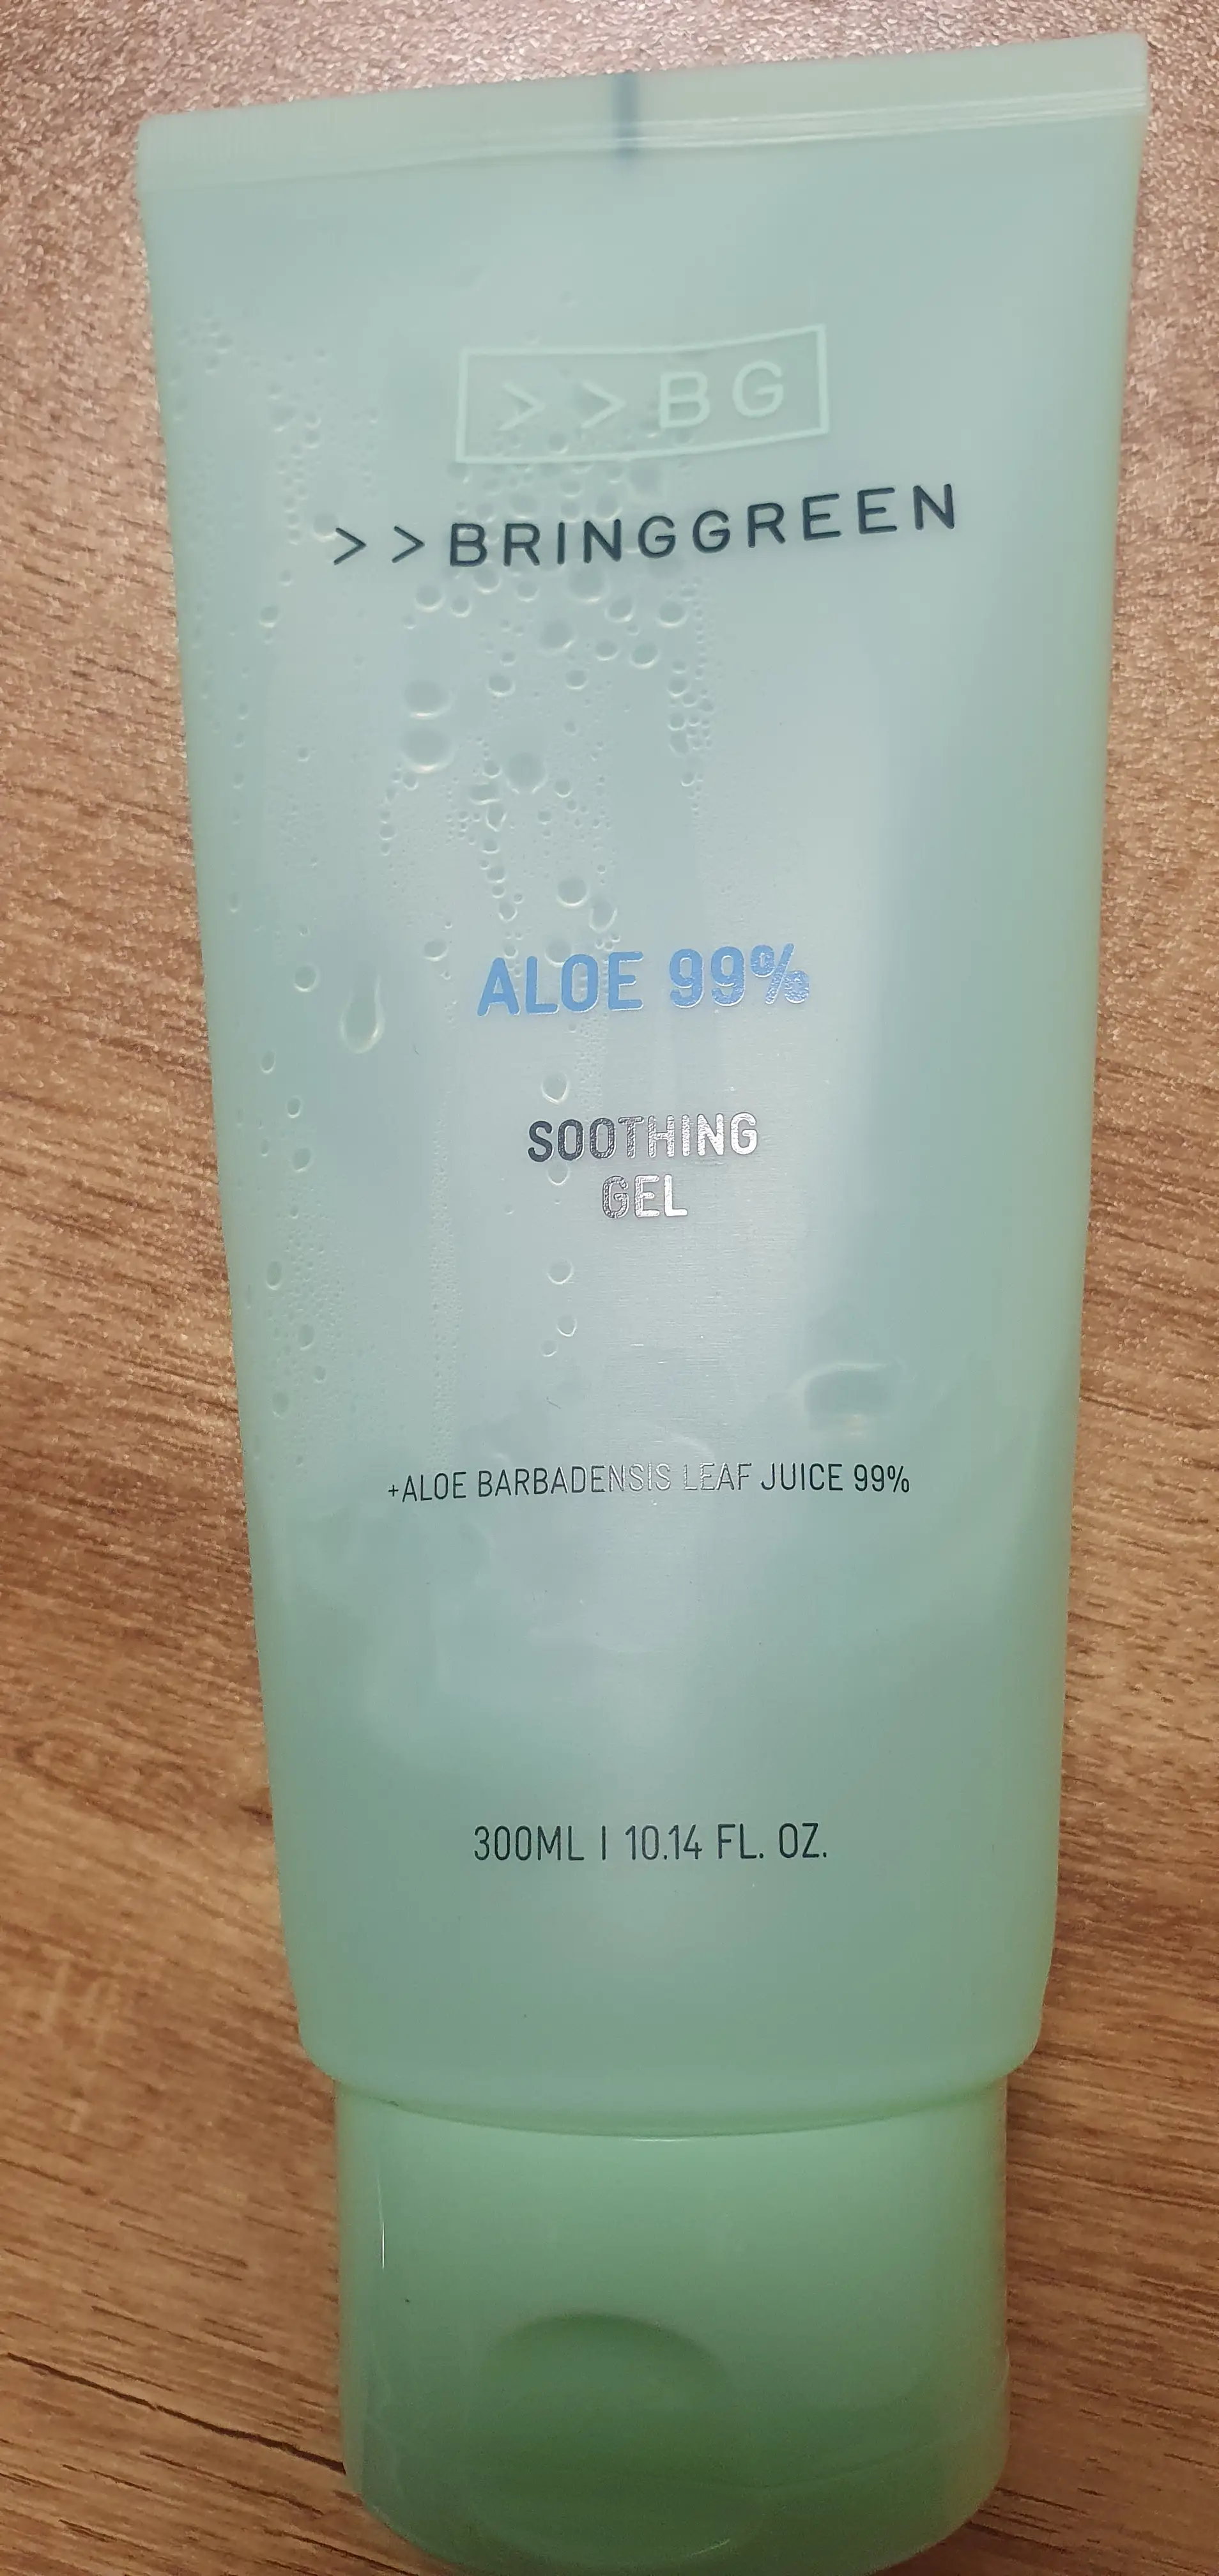 >>BG
>>BRINGGREEN
ALOE 99%
SOOTHING
GEL
+ALOE BARBADENSIS LEAF JUICE 99%
300ML | 10.14 FL. OZ.